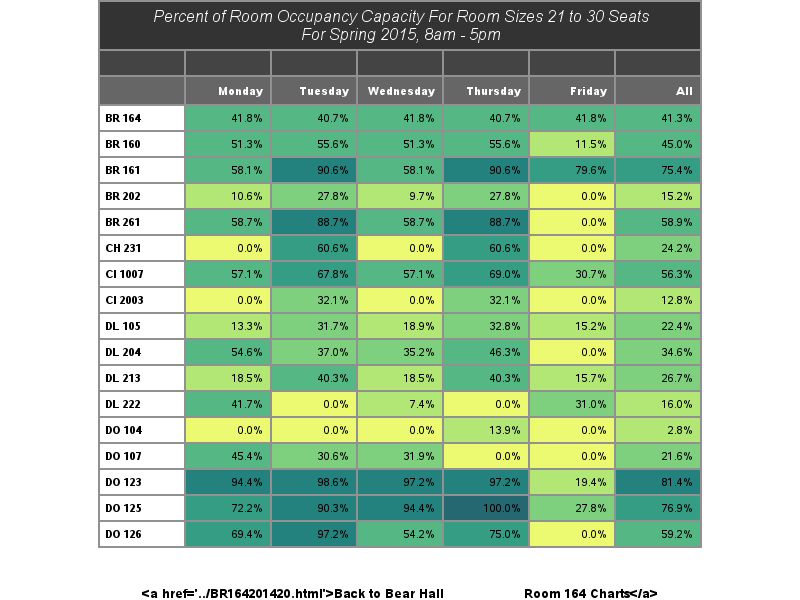 Percent of Room Occupancy Capacity For Room Sizes 21 to 30 Seats
For Spring 2015, 8am - 5pm
Monday Tuesday Wednesday Thursday Friday All
BR 164 41.8% 40.7% 41.8% 40.7% 41.8% 41.3%
BR 160 51.3% 55.6% 51.3% 55.6% 11.5% 45.0%
BR 161 58.1% 90.6% 58.1% 90.6% 79.6% 75.4%
BR 202 10.6% 27.8% 9.7% 27.8% 0.0% 15.2%
BR 261 58.7% 88.7% 58.7% 88.7% 0.0% 58.9%
CH 231 0.0% 60.6% 0.0% 60.6% 0.0% 24.2%
CI 1007 57.1% 67.8% 57.1% 69.0% 30.7% 56.3%
CI 2003 0.0% 32.1% 0.0% 32.1% 0.0% 12.8%
DL 105 13.3% 31.7% 18.9% 32.8% 15.2% 22.4%
DL 204 54.6% 37.0% 35.2% 46.3% 0.0% 34.6%
DL 213 18.5% 40.3% 18.5% 40.3% 15.7% 26.7%
DL 222 41.7% 0.0% 7.4% 0.0% 31.0% 16.0%
DO 104 0.0% 0.0% 0.0% 13.9% 0.0% 2.8%
DO 107 45.4% 30.6% 31.9% 0.0% 0.0% 21.6%
DO 123 94.4% 98.6% 97.2% 97.2% 19.4% 81.4%
DO 125 72.2% 90.3% 94.4% 100.0% 27.8% 76.9%
DO 126 69.4% 97.2% 54.2% 75.0% 0.0% 59.2%
<a href='../BR164201420.html'>Back to Bear Hall Room 164 Charts</a>